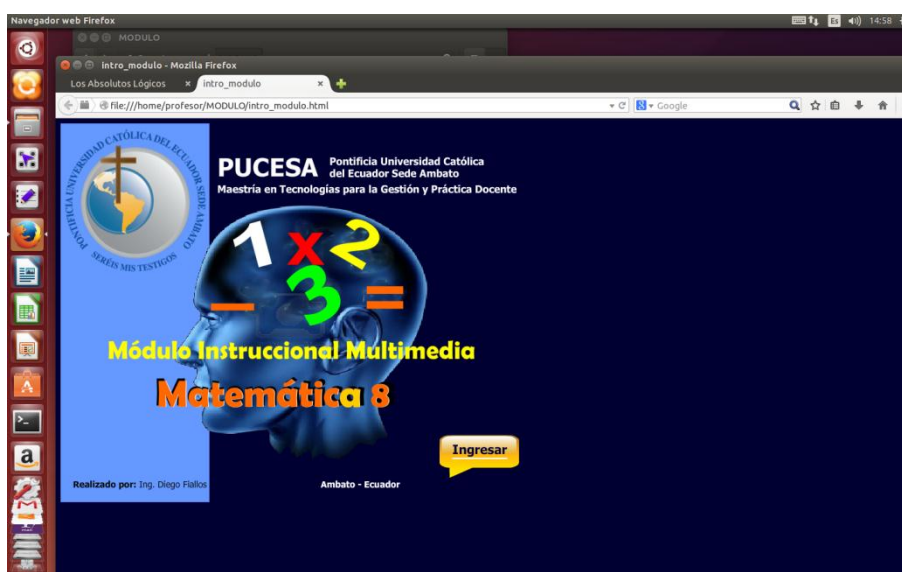 Navegador web Firefox
Es
14:58
MODULO
intro_modulo - Mozilla Firefox
Los Absolutos Lógicos
intro_modulo
file:///home/profesor/MODULO/intro_modulo.html
Google
PONTIFICIA UNIVERSIDAD CATÓLICA DEL ECUADOR SEDE AMBATO
SERÉIS MIS TESTIGOS
PUCESA
Pontificia Universidad Católica
del Ecuador Sede Ambato
Maestría en Tecnologías para la Gestión y Práctica Docente
1 x 2
– 3 =
Módulo Instruccional Multimedia
Matemática 8
Ingresar
Realizado por: Ing. Diego Fiallos
Ambato - Ecuador